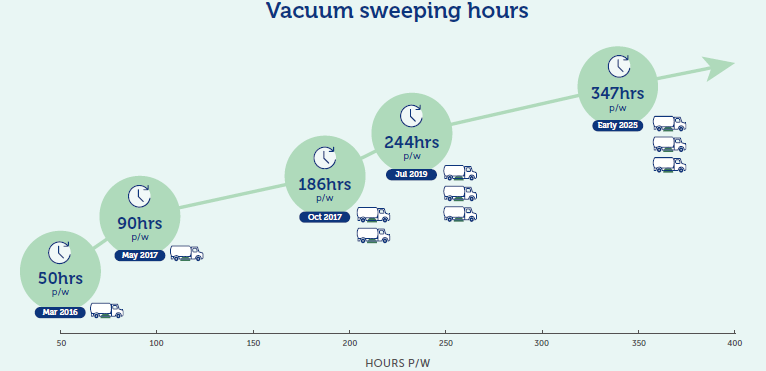 Vacuum sweeping hours
347hrs
p/w
Early 2025
244hrs
p/w
Jul 2019
186hrs
p/w
Oct 2017
90hrs
p/w
May 2017
50hrs
p/w
Mar 2016
50 100 150 200 250 300 350 400
HOURS P/W